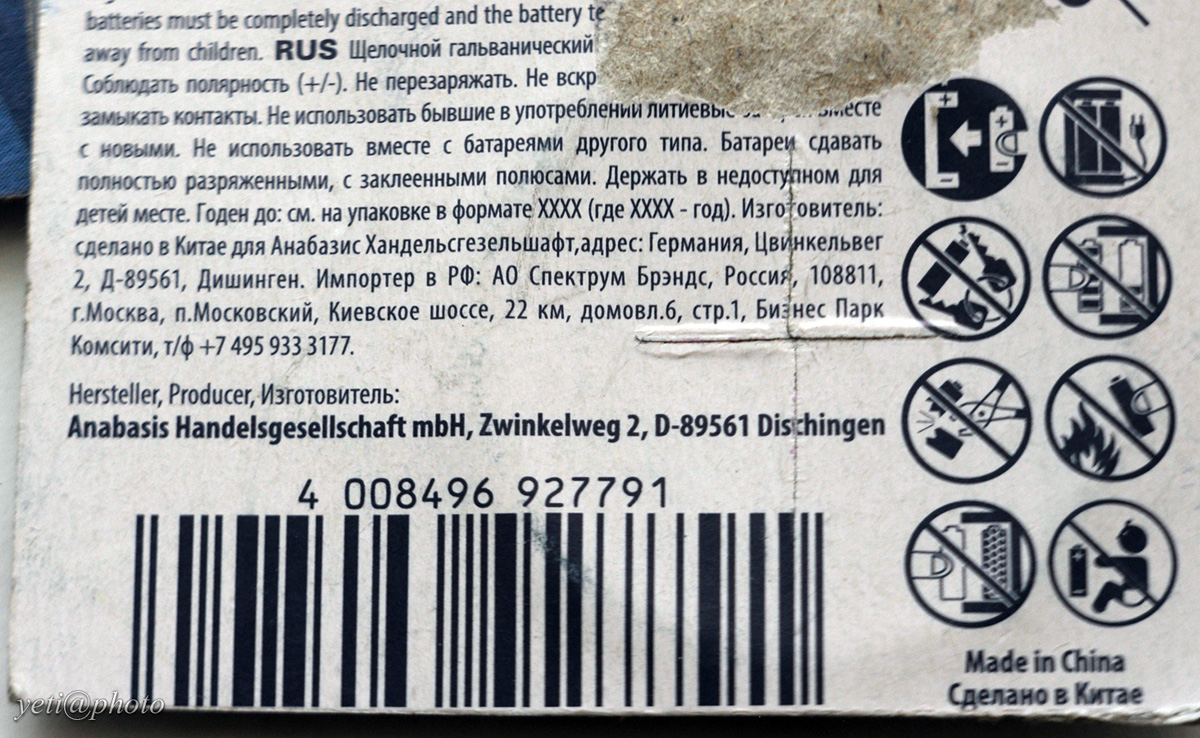 batteries must be completely discharged and the battery te
away from children. RUS Щелочной гальванический
Соблюдать полярность (+/-). Не перезаряжать. Не вскр
замыкать контакты. Не использовать бывшие в употреблении литиевые вместе
с новыми. Не использовать вместе с батареями другого типа. Батареи сдавать
полностью разряженными, с заклеенными полюсами. Держать в недоступном для
детей месте. Годен до: см. на упаковке в формате XXXX (где XXXX - год). Изготовитель:
сделано в Китае для Анабазис Хандельсгезельшафт,адрес: Германия, Цвинкельвег
2, Д-89561, Дишинген. Импортер в РФ: АО Спектрум Брэндс, Россия, 108811,
г.Москва, п.Московский, Киевское шоссе, 22 км, домовл.6, стр.1, Бизнес Парк
Комсити, т/ф +7 495 933 3177.
Hersteller, Producer, Изготовитель:
Anabasis Handelsgesellschaft mbH, Zwinkelweg 2, D-89561 Dischingen
4 008496 927791
Made in China
Сделано в Китае
yeti@photo